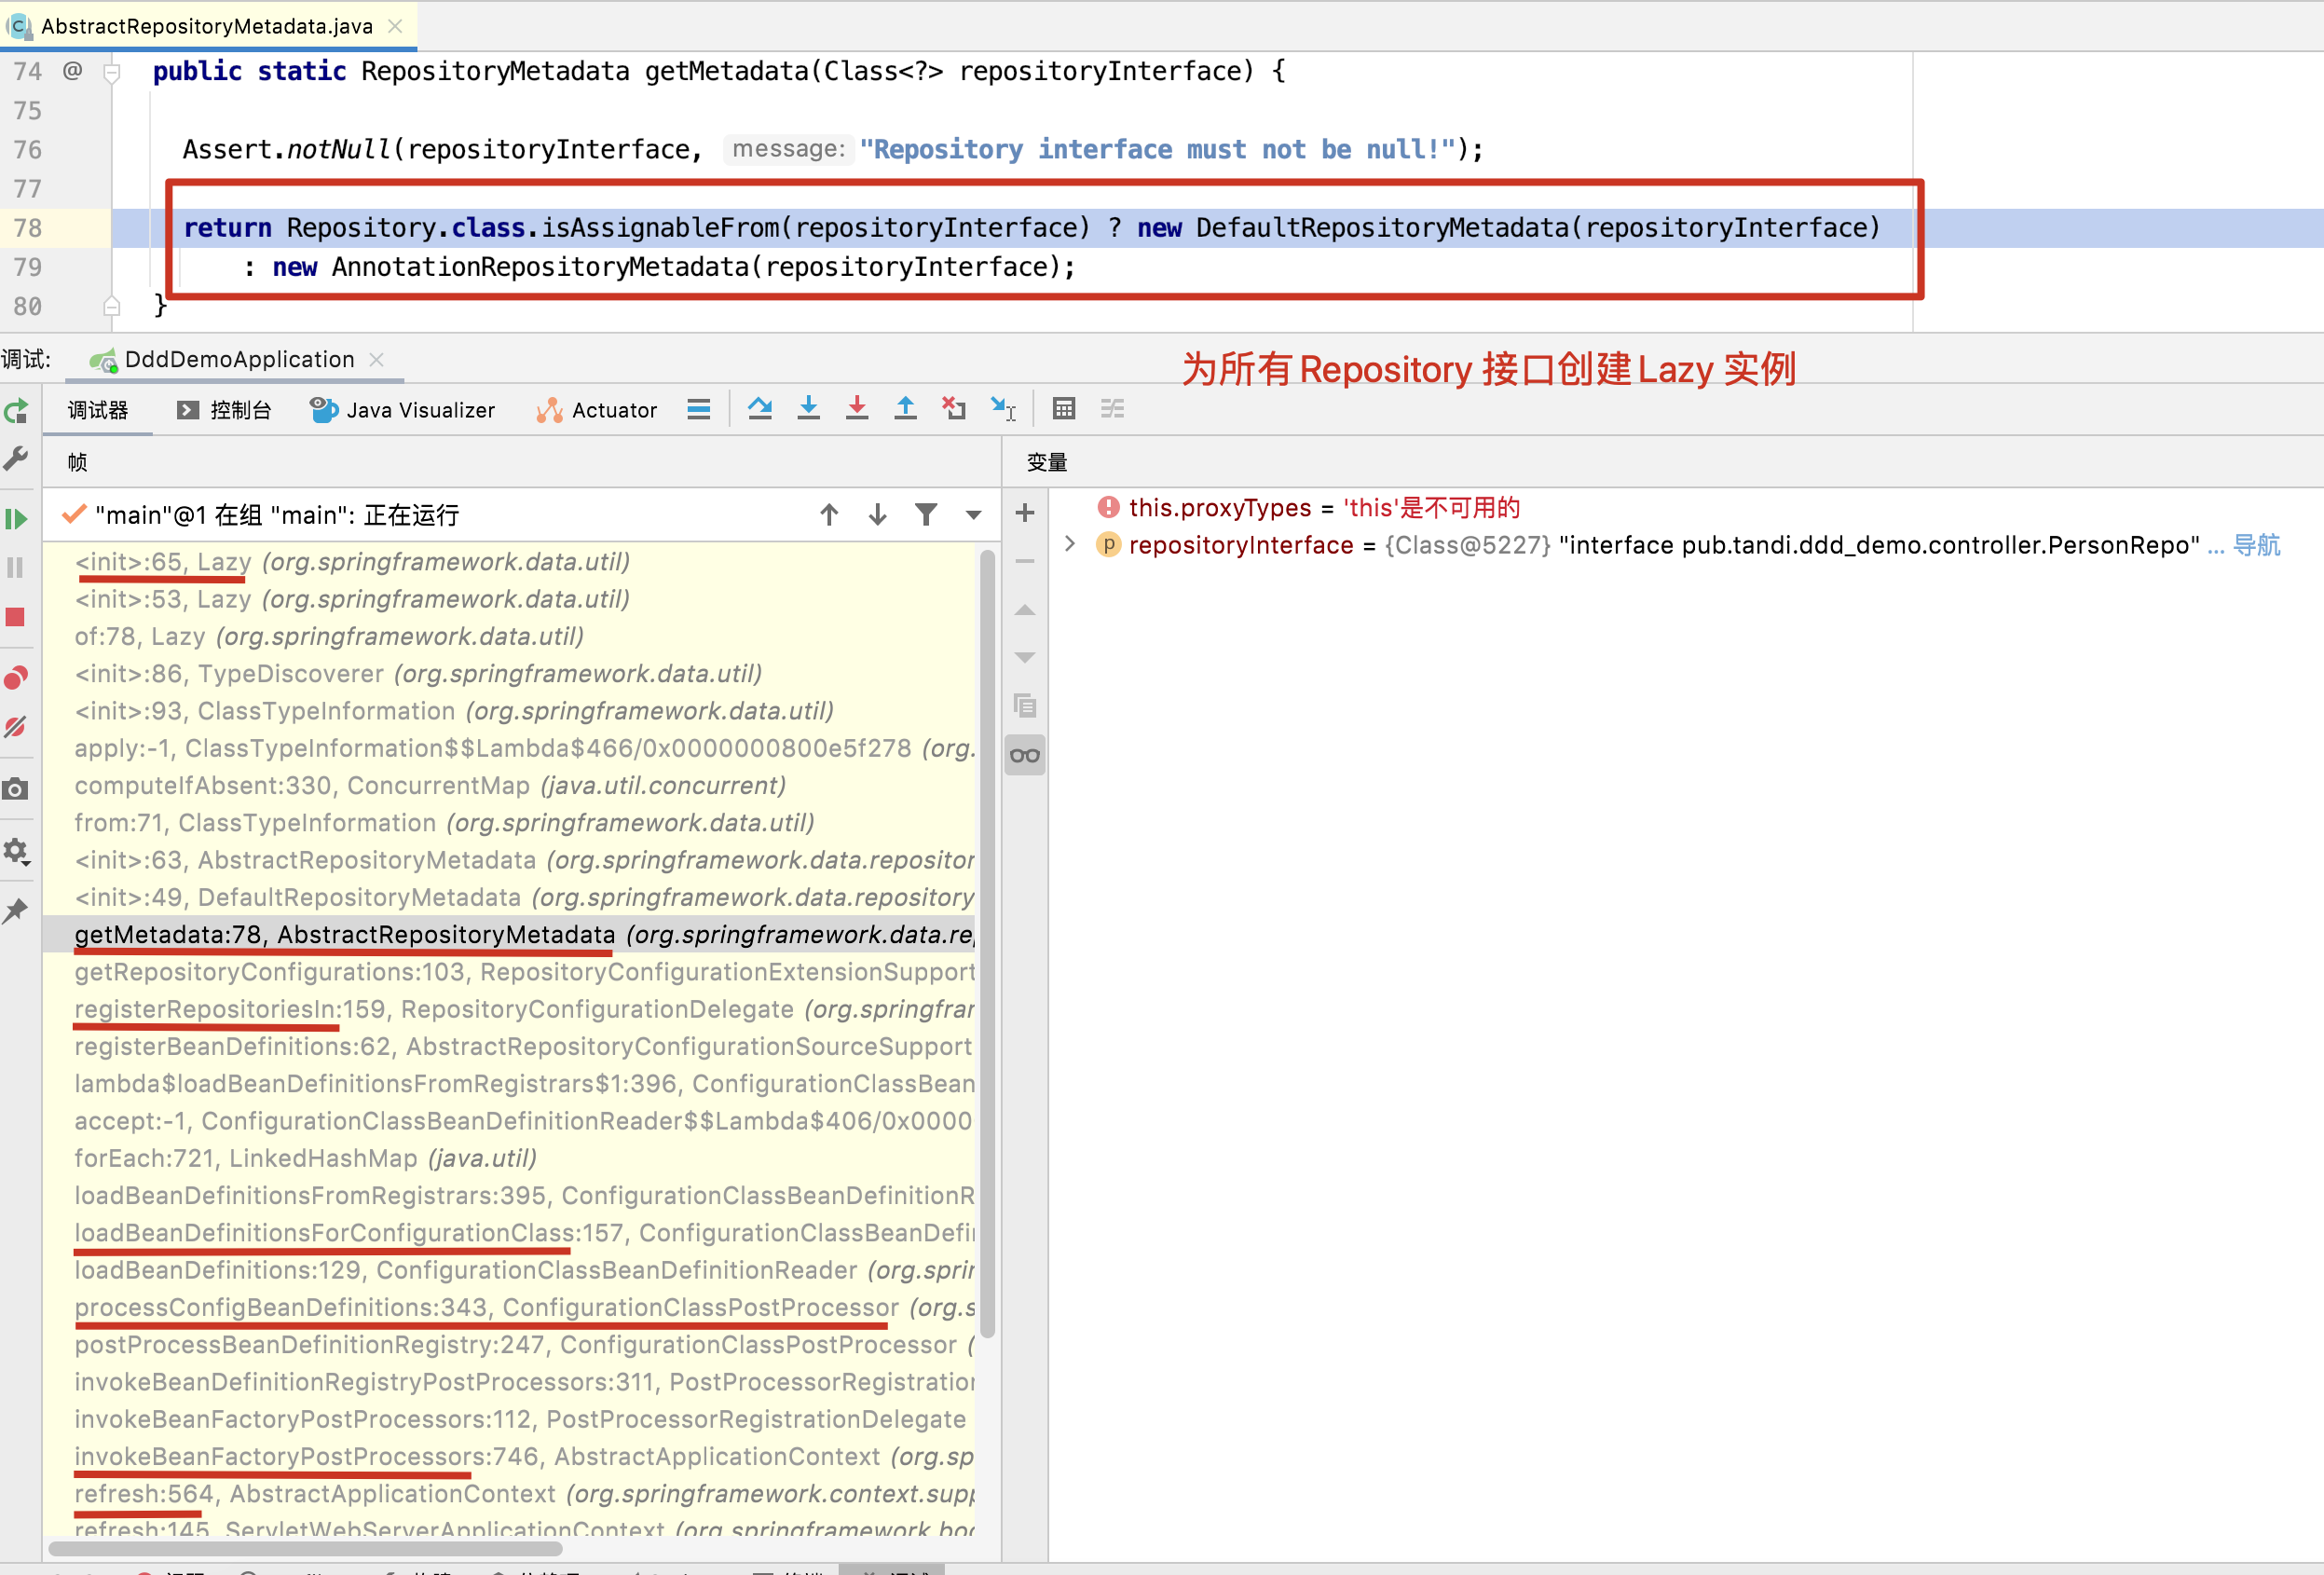 AbstractRepositoryMetadata.java
74 @ public static RepositoryMetadata getMetadata(Class<?> repositoryInterface) {
75
76 Assert.notNull(repositoryInterface, message: "Repository interface must not be null!");
77
78 return Repository.class.isAssignableFrom(repositoryInterface) ? new DefaultRepositoryMetadata(repositoryInterface)
79 : new AnnotationRepositoryMetadata(repositoryInterface);
80 }
调试: DddDemoApplication
为所有 Repository 接口创建 Lazy 实例
调试器 控制台 Java Visualizer Actuator
帧
变量
"main"@1 在组 "main": 正在运行
this.proxyTypes = 'this'是不可用的
p repositoryInterface = {Class@5227} "interface pub.tandi.ddd_demo.controller.PersonRepo" ... 导航
<init>:65, Lazy (org.springframework.data.util)
<init>:53, Lazy (org.springframework.data.util)
of:78, Lazy (org.springframework.data.util)
<init>:86, TypeDiscoverer (org.springframework.data.util)
<init>:93, ClassTypeInformation (org.springframework.data.util)
apply:-1, ClassTypeInformation$$Lambda$466/0x0000000800e5f278 (org.
computeIfAbsent:330, ConcurrentMap (java.util.concurrent)
from:71, ClassTypeInformation (org.springframework.data.util)
<init>:63, AbstractRepositoryMetadata (org.springframework.data.repositor
<init>:49, DefaultRepositoryMetadata (org.springframework.data.repository
getMetadata:78, AbstractRepositoryMetadata (org.springframework.data.re
getRepositoryConfigurations:103, RepositoryConfigurationExtensionSupport
registerRepositoriesIn:159, RepositoryConfigurationDelegate (org.springfra
registerBeanDefinitions:62, AbstractRepositoryConfigurationSourceSupport
lambda$loadBeanDefinitionsFromRegistrars$1:396, ConfigurationClassBean
accept:-1, ConfigurationClassBeanDefinitionReader$$Lambda$406/0x0000
forEach:721, LinkedHashMap (java.util)
loadBeanDefinitionsFromRegistrars:395, ConfigurationClassBeanDefinitionR
loadBeanDefinitionsForConfigurationClass:157, ConfigurationClassBeanDefi
loadBeanDefinitions:129, ConfigurationClassBeanDefinitionReader (org.sprin
processConfigBeanDefinitions:343, ConfigurationClassPostProcessor (org.s
postProcessBeanDefinitionRegistry:247, ConfigurationClassPostProcessor (
invokeBeanDefinitionRegistryPostProcessors:311, PostProcessorRegistration
invokeBeanFactoryPostProcessors:112, PostProcessorRegistrationDelegate
invokeBeanFactoryPostProcessors:746, AbstractApplicationContext (org.sp
refresh:564, AbstractApplicationContext (org.springframework.context.supp
refresh:145, ServletWebServerApplicationContext (org.springframework.boo